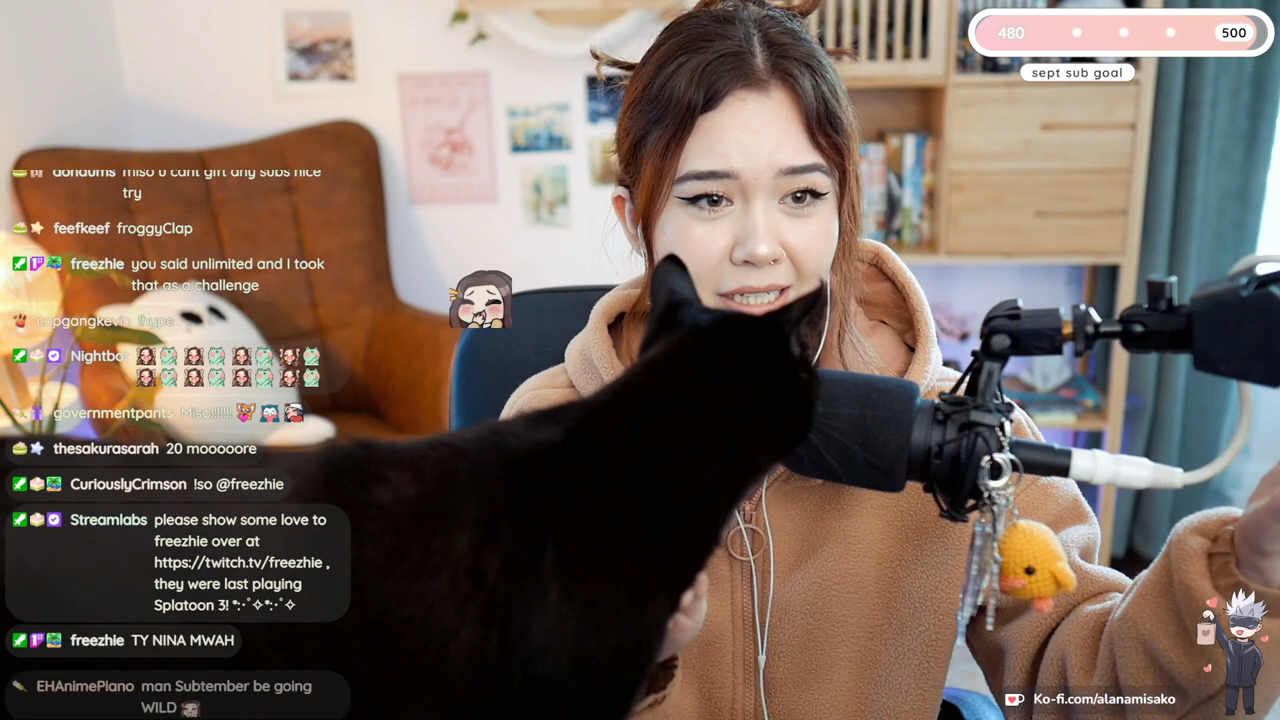 480
500
sept sub goal
aonaums miso u cant gift any subs nice
try
feefkeef froggyClap
freezhie you said unlimited and I took
that as a challenge
capgangkevin !hype
Nightbot
governmentpants Miso!!!!!!!
thesakurasarah 20 mooooore
CuriouslyCrimson !so @freezhie
Streamlabs please show some love to
freezhie over at
https://twitch.tv/freezhie ,
they were last playing
Splatoon 3! *:･ﾟ✧*:･ﾟ✧
freezhie TY NINA MWAH
EHAnimePiano man Subtember be going
WILD
Ko-fi.com/alanamisako